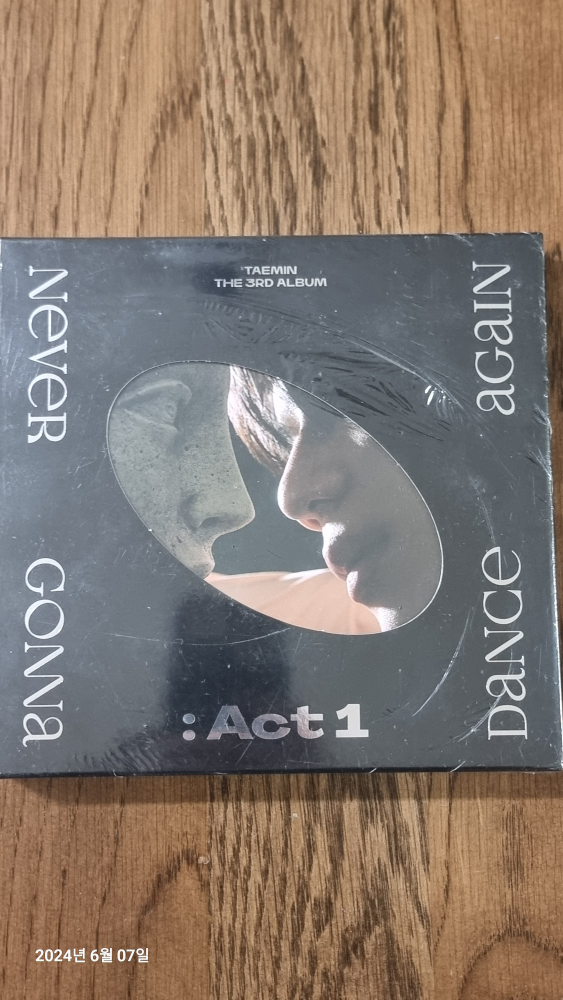 TAEMIN
THE 3RD ALBUM
Never
Gonna
Dance
Again
: Act 1
2024년 6월 07일